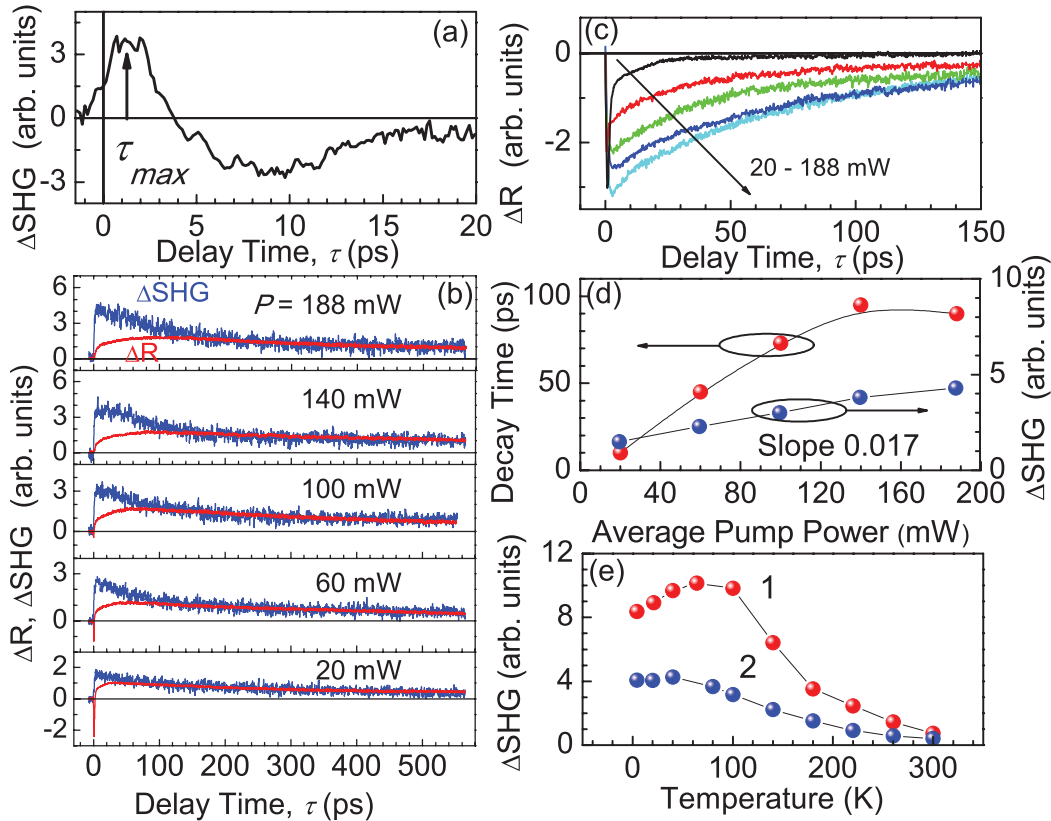 (a)
3
0
-3
ΔSHG (arb. units)
τmax
0 5 10 15 20
Delay Time, τ (ps)
(c)
0
-2
ΔR (arb. units)
20 - 188 mW
0 50 100 150
Delay Time, τ (ps)
(b)
ΔSHG
P = 188 mW
ΔR
6
3
0
140 mW
6
3
0
100 mW
3
0
60 mW
3
0
20 mW
2
0
-2
ΔR, ΔSHG (arb. units)
0 100 200 300 400 500
Delay Time, τ (ps)
(d)
100
50
0
Decay Time (ps)
10
5
0
ΔSHG (arb. units)
Slope 0.017
0 40 80 120 160 200
Average Pump Power (mW)
(e)
12
8
4
0
ΔSHG (arb. units)
1
2
0 100 200 300
Temperature (K)